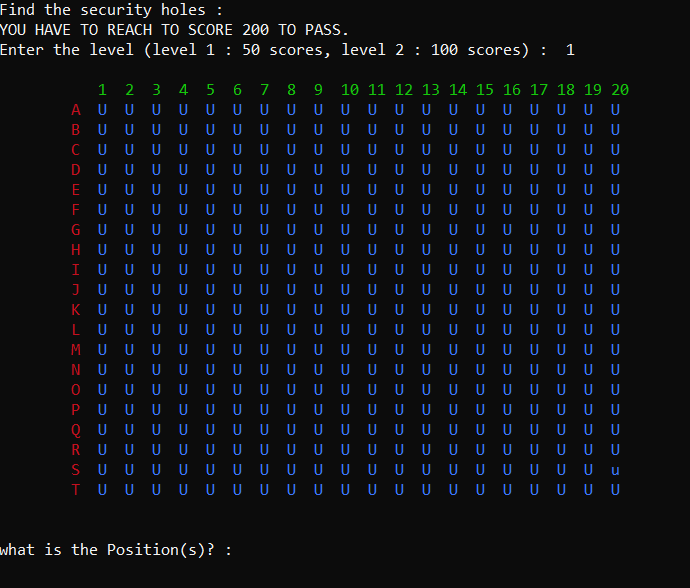 Find the security holes :
YOU HAVE TO REACH TO SCORE 200 TO PASS.
Enter the level (level 1 : 50 scores, level 2 : 100 scores) :  1
1 2 3 4 5 6 7 8 9 10 11 12 13 14 15 16 17 18 19 20
A U U U U U U U U U U U U U U U U U U U U
B U U U U U U U U U U U U U U U U U U U U
C U U U U U U U U U U U U U U U U U U U U
D U U U U U U U U U U U U U U U U U U U U
E U U U U U U U U U U U U U U U U U U U U
F U U U U U U U U U U U U U U U U U U U U
G U U U U U U U U U U U U U U U U U U U U
H U U U U U U U U U U U U U U U U U U U U
I U U U U U U U U U U U U U U U U U U U U
J U U U U U U U U U U U U U U U U U U U U
K U U U U U U U U U U U U U U U U U U U U
L U U U U U U U U U U U U U U U U U U U U
M U U U U U U U U U U U U U U U U U U U U
N U U U U U U U U U U U U U U U U U U U U
O U U U U U U U U U U U U U U U U U U U U
P U U U U U U U U U U U U U U U U U U U U
Q U U U U U U U U U U U U U U U U U U U U
R U U U U U U U U U U U U U U U U U U U U
S U U U U U U U U U U U U U U U U U U U u
T U U U U U U U U U U U U U U U U U U U U
what is the Position(s)? :